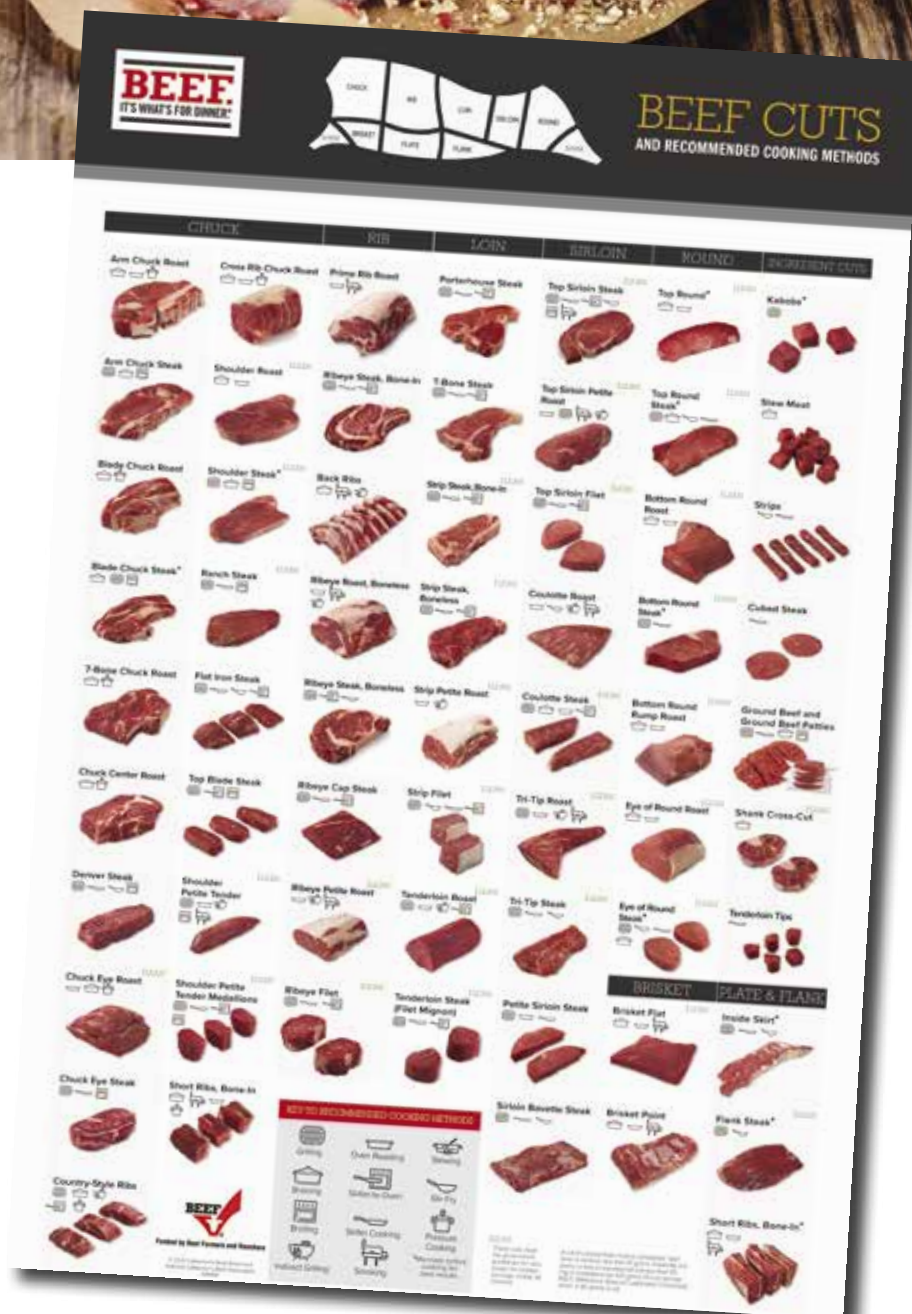 BEEF.
IT'S WHAT'S FOR DINNER.®
CHUCK
RIB
LOIN
SIRLOIN
ROUND
BRISKET
PLATE
FLANK
BEEF CUTS
AND RECOMMENDED COOKING METHODS
CHUCK
RIB
LOIN
SIRLOIN
ROUND
INGREDIENT CUTS
Arm Chuck Roast
Cross Rib Chuck Roast
Prime Rib Roast
Porterhouse Steak
Top Sirloin Steak
Top Round*
Kabobs*
Arm Chuck Steak
Shoulder Roast
Ribeye Steak, Bone-In
T-Bone Steak
Top Sirloin Petite
Roast
Top Round
Steak*
Stew Meat
Blade Chuck Roast
Shoulder Steak*
Back Ribs
Strip Steak, Bone-In
Top Sirloin Filet
Bottom Round
Roast
Strips
Blade Chuck Steak*
Ranch Steak
Ribeye Roast, Boneless
Strip Steak,
Boneless
Coulotte Roast
Bottom Round
Steak*
Cubed Steak
7-Bone Chuck Roast
Flat Iron Steak
Ribeye Steak, Boneless
Strip Petite Roast
Coulotte Steak
Bottom Round
Rump Roast
Ground Beef and
Ground Beef Patties
Chuck Center Roast
Top Blade Steak
Ribeye Cap Steak
Strip Filet
Tri-Tip Roast
Eye of Round Roast
Shank Cross-Cut
Denver Steak
Shoulder
Petite Tender
Ribeye Petite Roast
Tenderloin Roast
Tri-Tip Steak
Eye of Round
Steak*
Tenderloin Tips
BRISKET
PLATE & FLANK
Chuck Eye Roast
Shoulder Petite
Tender Medallions
Ribeye Filet
Tenderloin Steak
(Filet Mignon)
Petite Sirloin Steak
Brisket Flat
Inside Skirt*
Chuck Eye Steak
Short Ribs, Bone-In
Sirloin Bavette Steak
Brisket Point
Flank Steak*
Country-Style Ribs
Short Ribs, Bone-In*
KEY TO RECOMMENDED COOKING METHODS
Grilling
Oven Roasting
Stewing
Braising
Skillet-to-Oven
Stir-Fry
Broiling
Skillet Cooking
Pressure
Cooking
Indirect Grilling
Smoking
BEEF
Funded by Beef Farmers and Ranchers